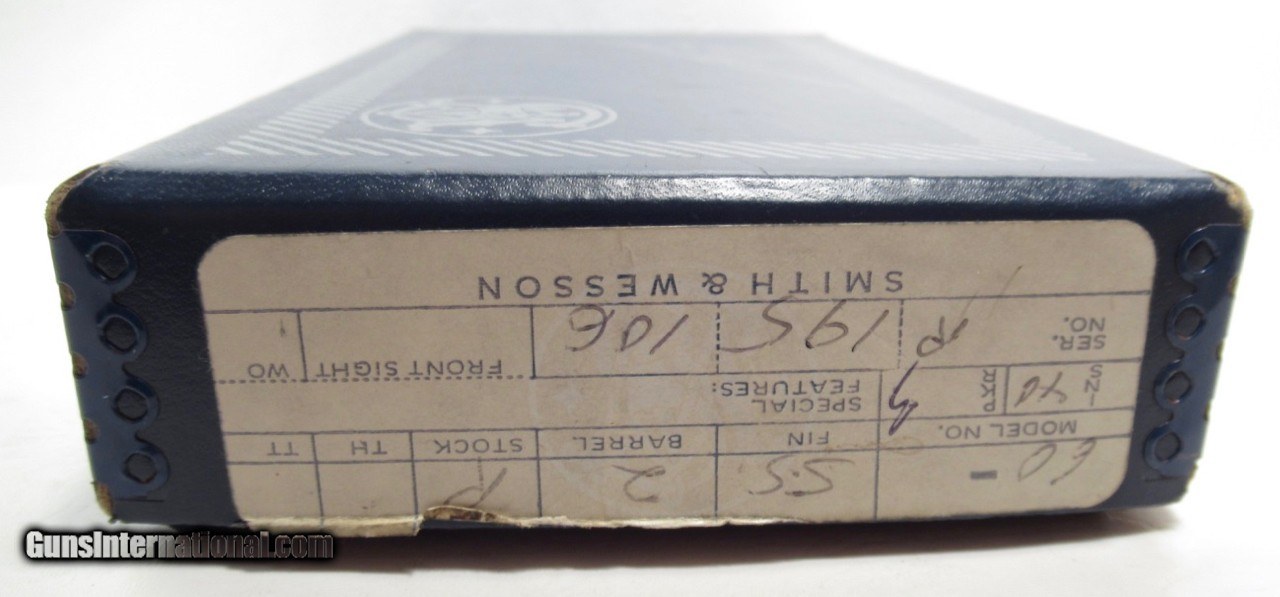 60 - S.S 2 P
MODEL NO. FIN BARREL STOCK TH TT
SPECIAL
FEATURES:
SER. NO. R 195 106 FRONT SIGHT WO
SMITH & WESSON
GunsInternational.com